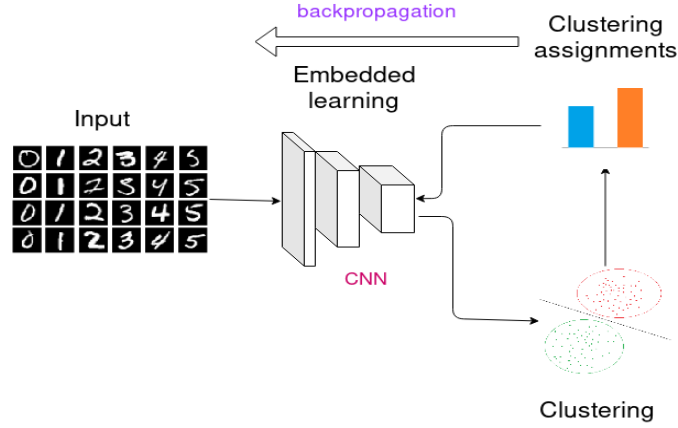 backpropagation
Clustering
assignments
Embedded
learning
Input
0 1 2 3 4 5
0 1 2 3 4 5
0 1 2 3 4 5
0 1 2 3 4 5
CNN
Clustering